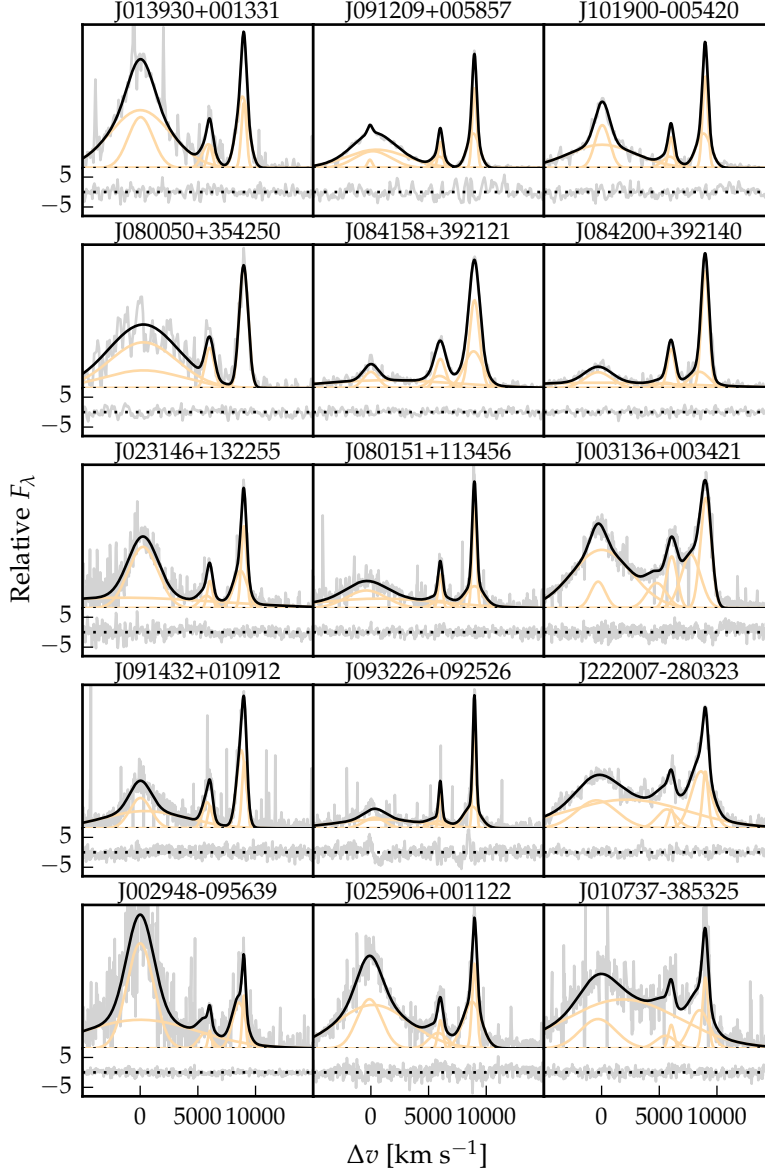 J013930+001331 J091209+005857 J101900-005420
5
−5
J080050+354250 J084158+392121 J084200+392140
5
−5
J023146+132255 J080151+113456 J003136+003421
Relative Fλ
5
−5
J091432+010912 J093226+092526 J222007-280323
5
−5
J002948-095639 J025906+001122 J010737-385325
5
−5
0 5000 10000 0 5000 10000 0 5000 10000
Δv [km s⁻¹]